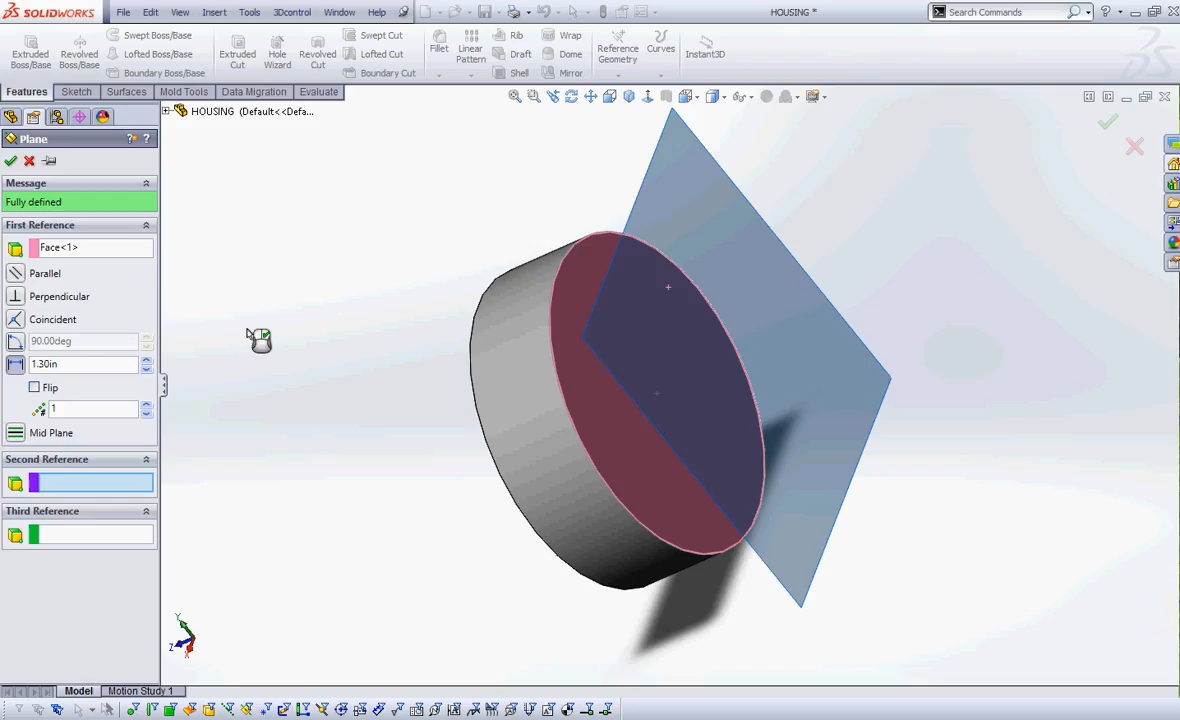 SOLIDWORKS File Edit View Insert Tools 3Dcontrol Window Help HOUSING * Search Commands
Extruded Boss/Base
Revolved Boss/Base
Swept Boss/Base
Lofted Boss/Base
Boundary Boss/Base
Extruded Cut
Hole Wizard
Revolved Cut
Swept Cut
Lofted Cut
Boundary Cut
Fillet
Linear Pattern
Rib
Draft
Shell
Wrap
Dome
Mirror
Reference Geometry
Curves
Instant3D
Features Sketch Surfaces Mold Tools Data Migration Evaluate
HOUSING (Default<<Defa...
Plane
Message
Fully defined
First Reference
Face<1>
Parallel
Perpendicular
Coincident
90.00deg
1.30in
Flip
1
Mid Plane
Second Reference
Third Reference
Y
Z
X
Model Motion Study 1